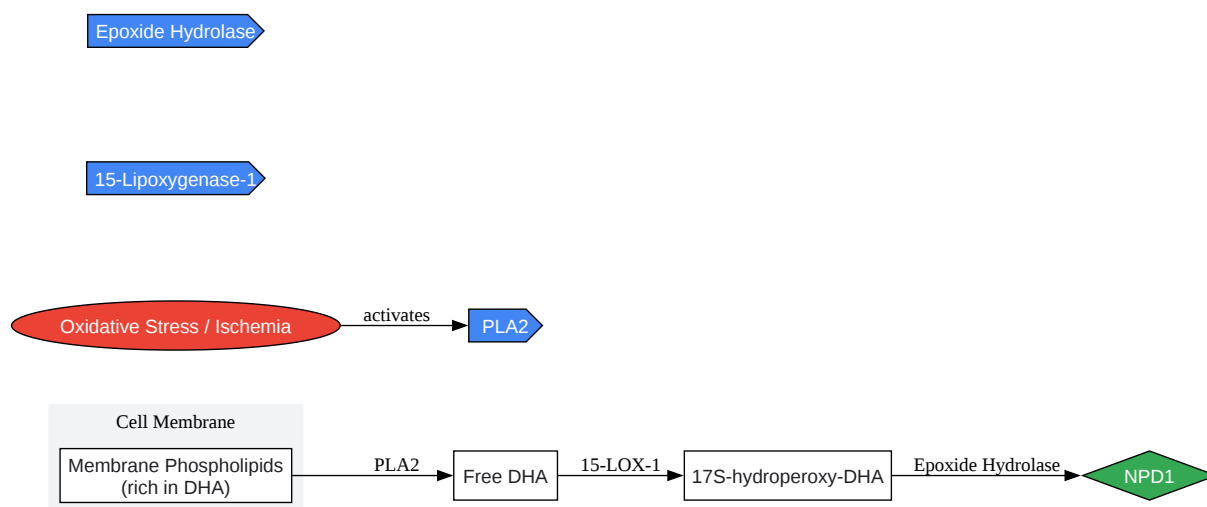 Epoxide Hydrolase
15-Lipoxygenase-1
Oxidative Stress / Ischemia
activates
PLA2
Cell Membrane
Membrane Phospholipids
(rich in DHA)
PLA2
Free DHA
15-LOX-1
17S-hydroperoxy-DHA
Epoxide Hydrolase
NPD1